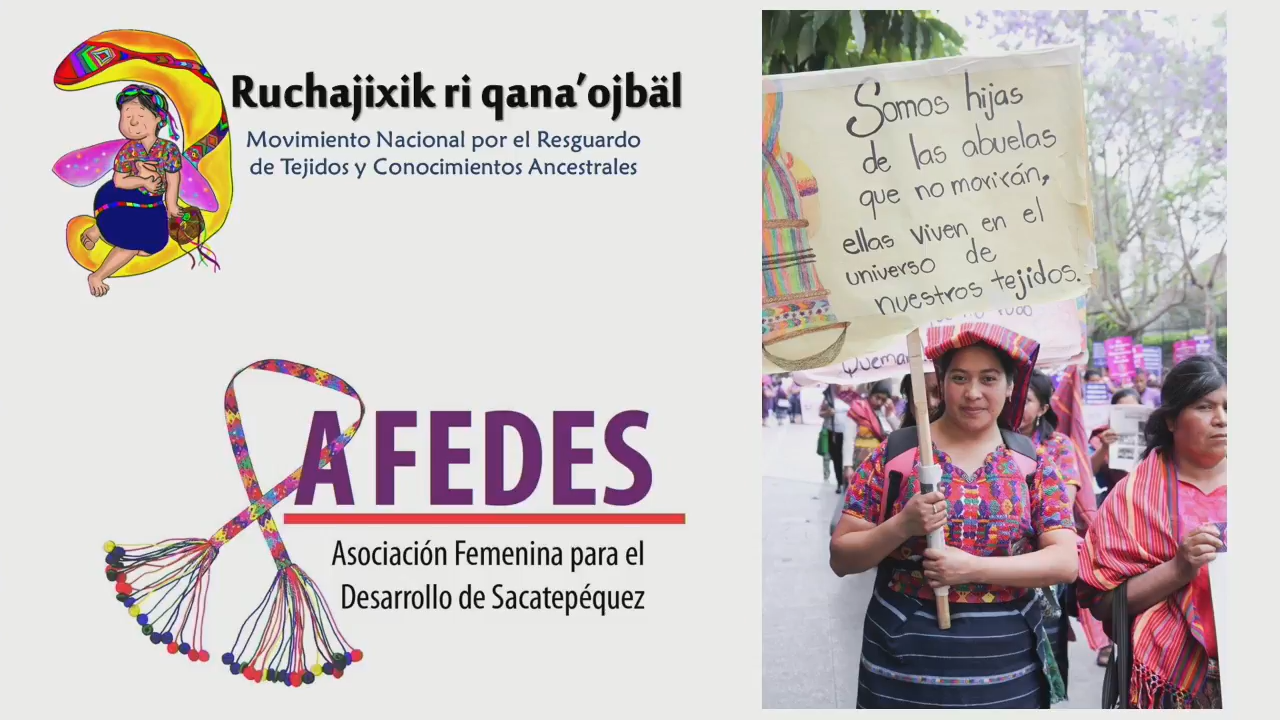 Ruchajixik ri qana'ojbäl
Movimiento Nacional por el Resguardo
de Tejidos y Conocimientos Ancestrales
AFEDES
Asociación Femenina para el
Desarrollo de Sacatepéquez
Somos hijas
de las abuelas
que no morirán,
ellas viven en el
universo de
nuestros tejidos.